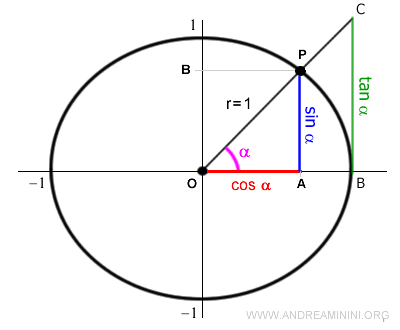 C
1
P
B
r=1
tan α
sin α
α
−1
O
cos α
A
B
−1
WWW.ANDREAMININI.ORG